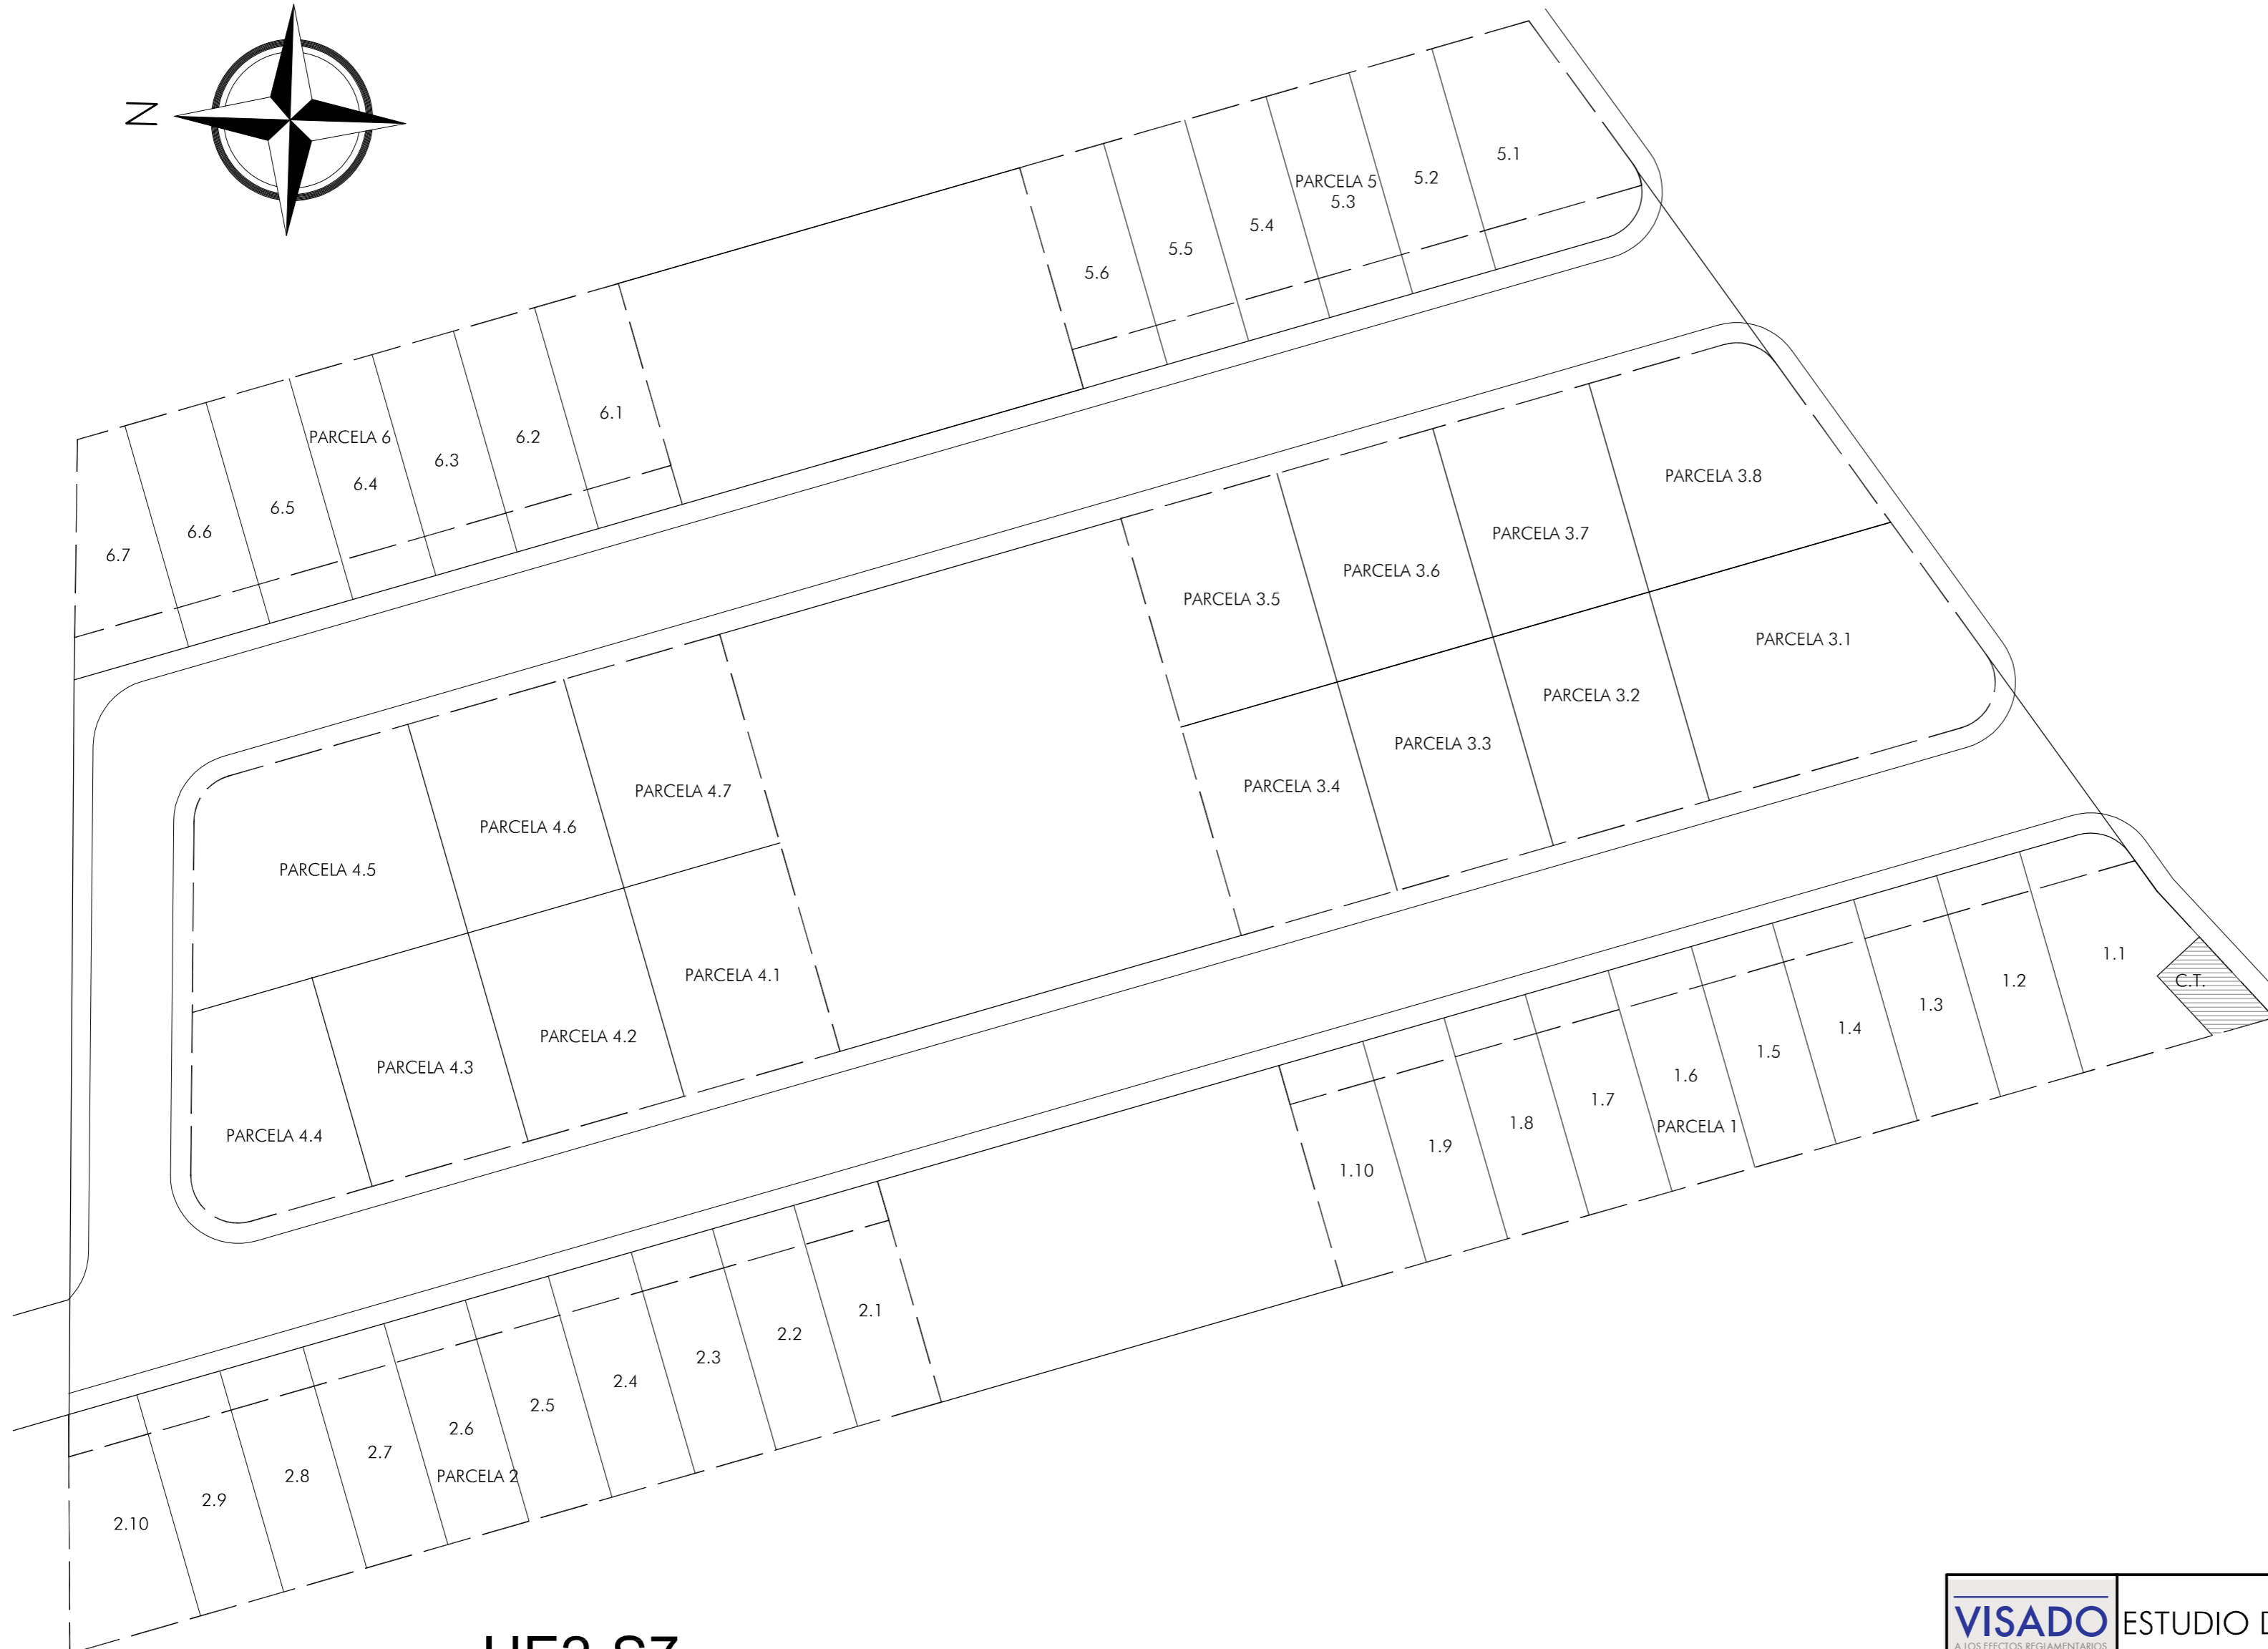 N
5.1
5.2
PARCELA 5
5.3
5.4
5.5
5.6
6.1
6.2
6.3
PARCELA 6
6.4
6.5
6.6
6.7
PARCELA 3.8
PARCELA 3.7
PARCELA 3.6
PARCELA 3.5
PARCELA 3.1
PARCELA 3.2
PARCELA 3.3
PARCELA 3.4
PARCELA 4.7
PARCELA 4.6
PARCELA 4.5
PARCELA 4.1
PARCELA 4.2
PARCELA 4.3
PARCELA 4.4
C.T.
1.1
1.2
1.3
1.4
1.5
1.6
PARCELA 1
1.7
1.8
1.9
1.10
2.1
2.2
2.3
2.4
2.5
2.6
PARCELA 2
2.7
2.8
2.9
2.10
VISADO
A LOS EFECTOS REGLAMENTARIOS
ESTUDIO D